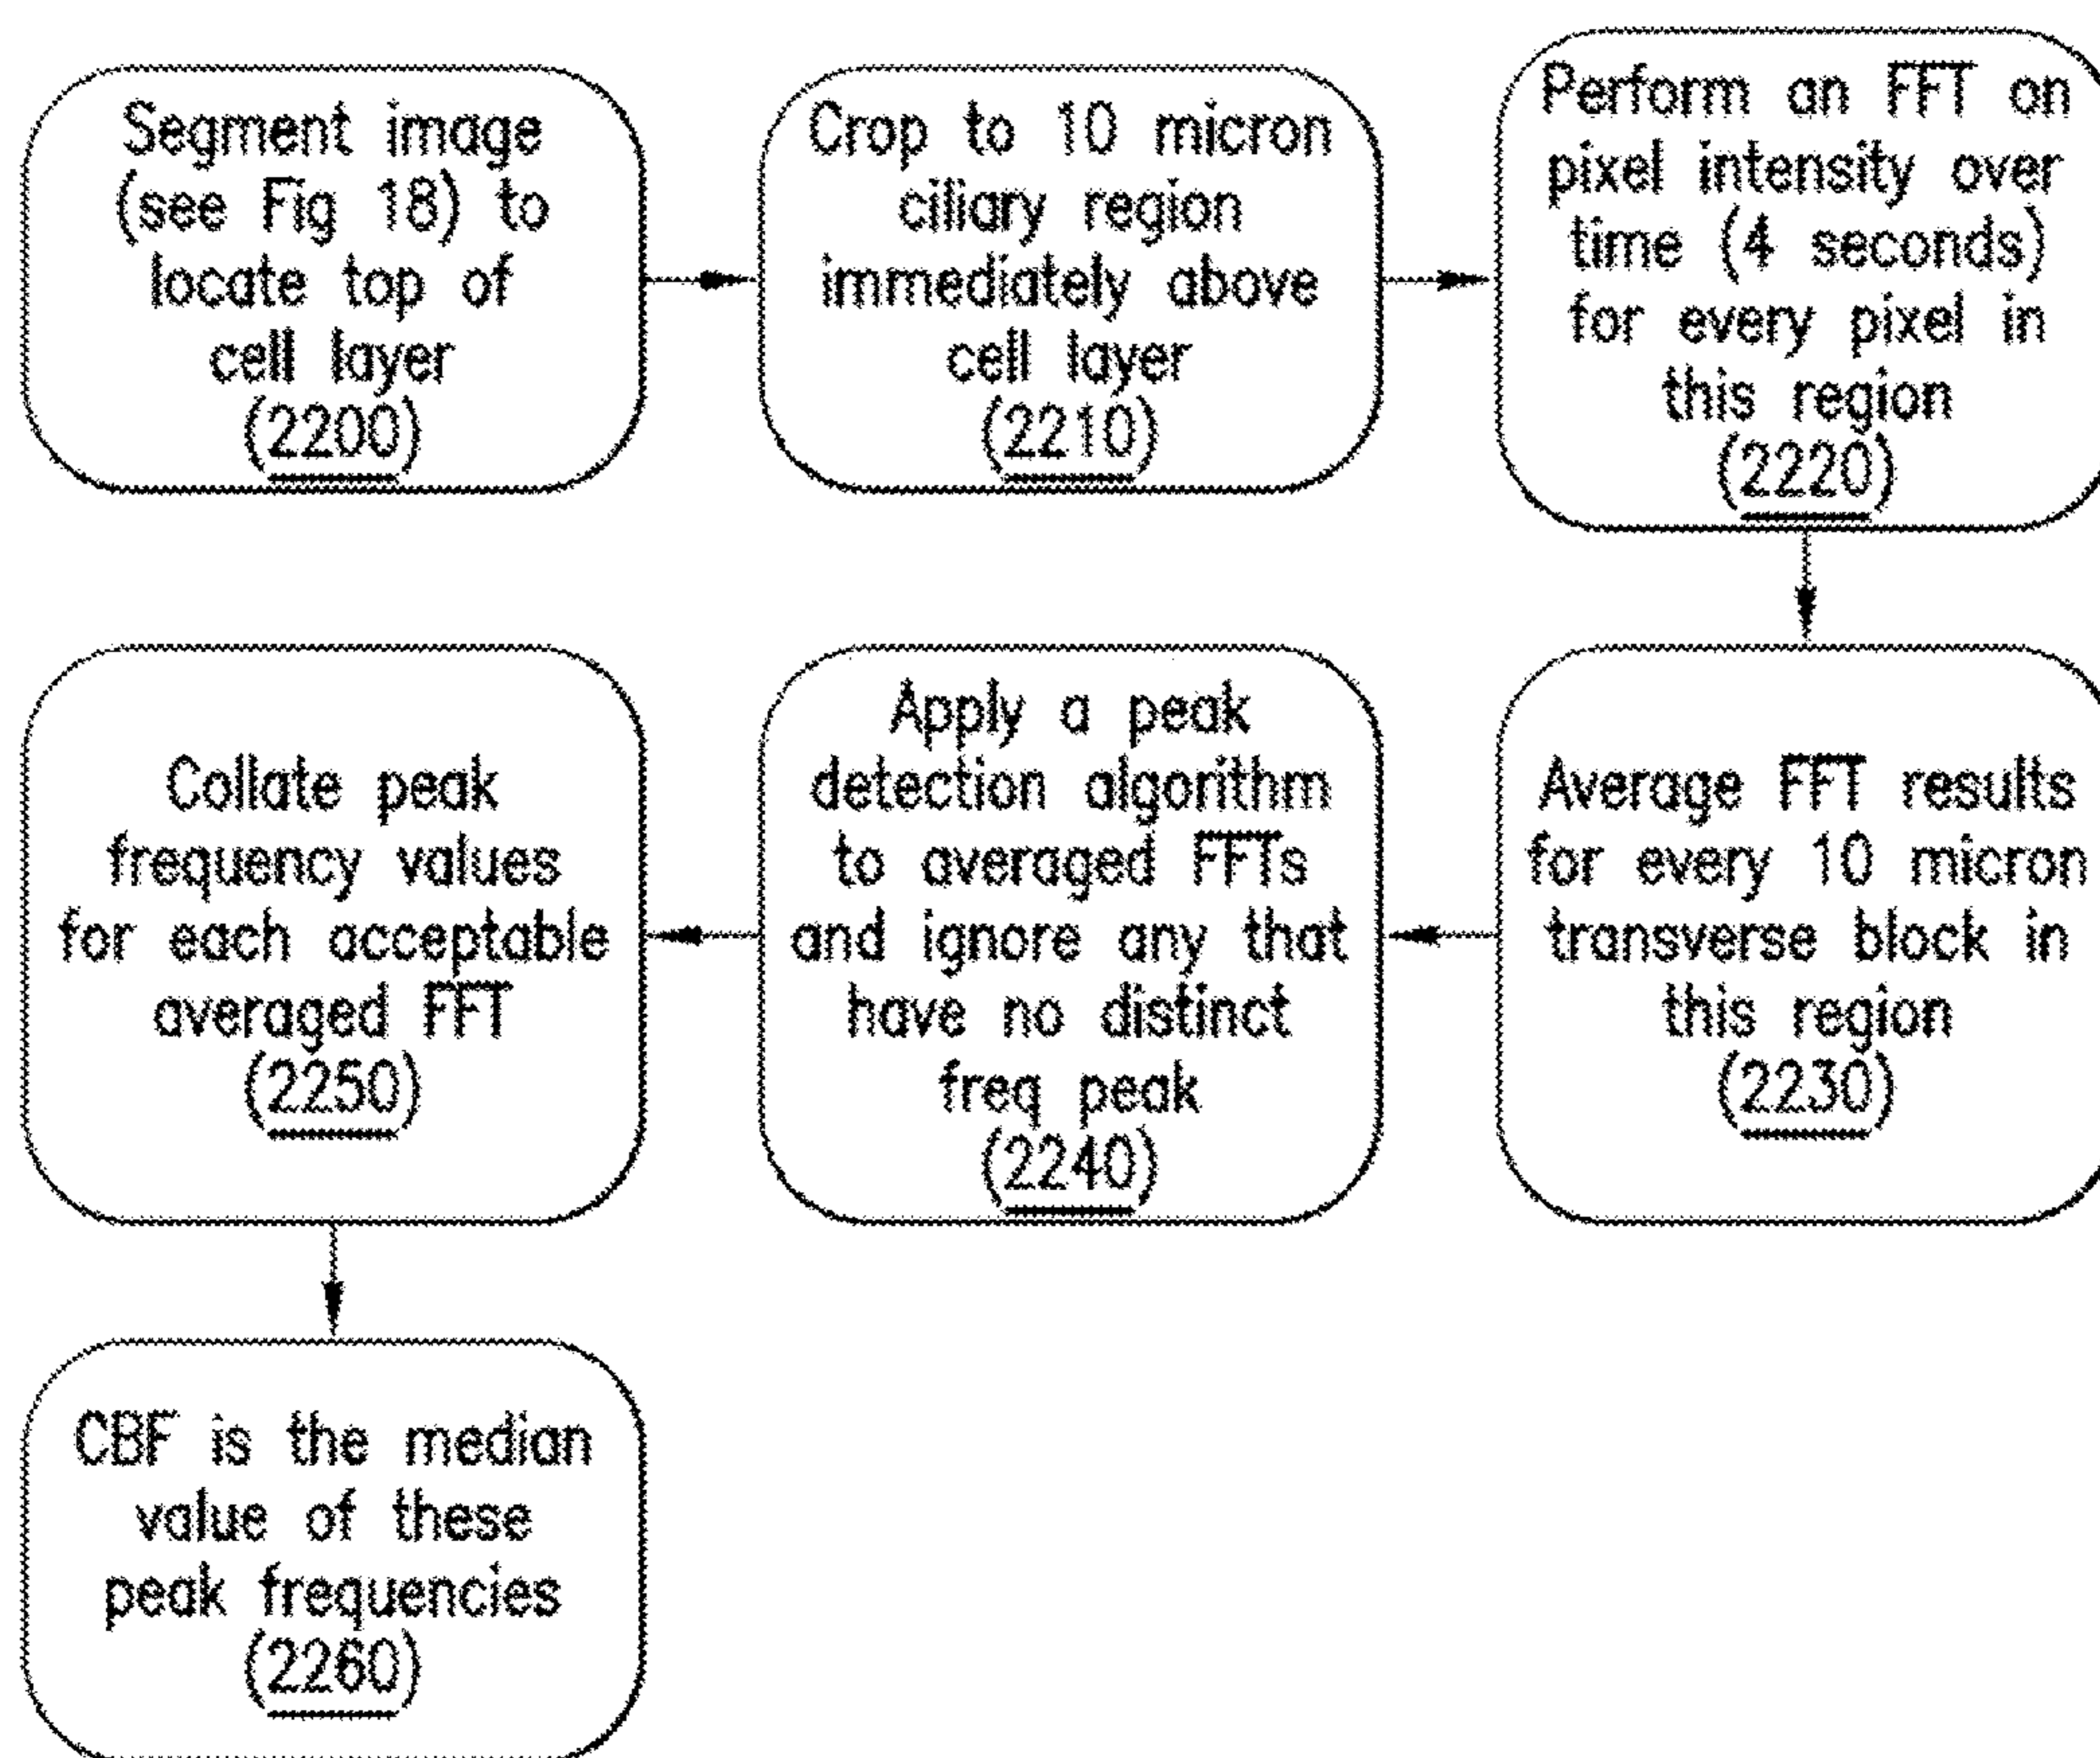 Segment image
(see Fig 18) to
locate top of
cell layer
(2200)
Crop to 10 micron
ciliary region
immediately above
cell layer
(2210)
Perform an FFT on
pixel intensity over
time (4 seconds)
for every pixel in
this region
(2220)
Average FFT results
for every 10 micron
transverse block in
this region
(2230)
Apply a peak
detection algorithm
to averaged FFTs
and ignore any that
have no distinct
freq peak
(2240)
Collate peak
frequency values
for each acceptable
averaged FFT
(2250)
CBF is the median
value of these
peak frequencies
(2260)